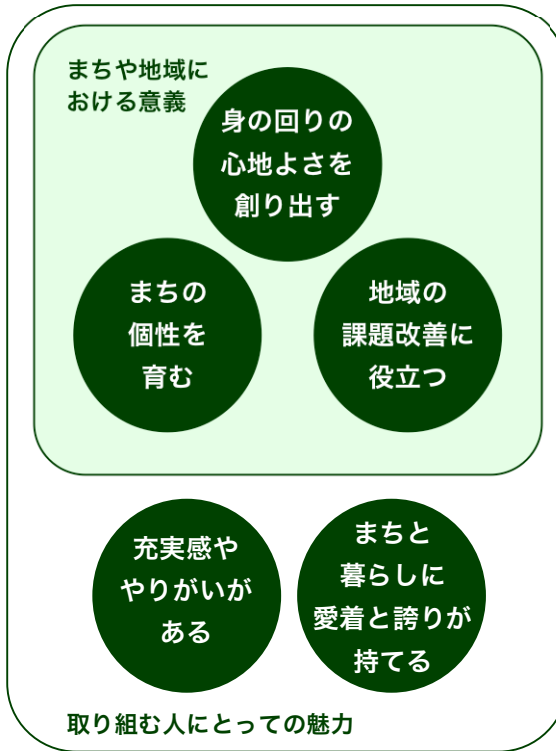 まちや地域に
おける意義
身の回りの
心地よさを
創り出す
まちの
個性を
育む
地域の
課題改善に
役立つ
充実感や
やりがいが
ある
まちと
暮らしに
愛着と誇りが
持てる
取り組む人にとっての魅力